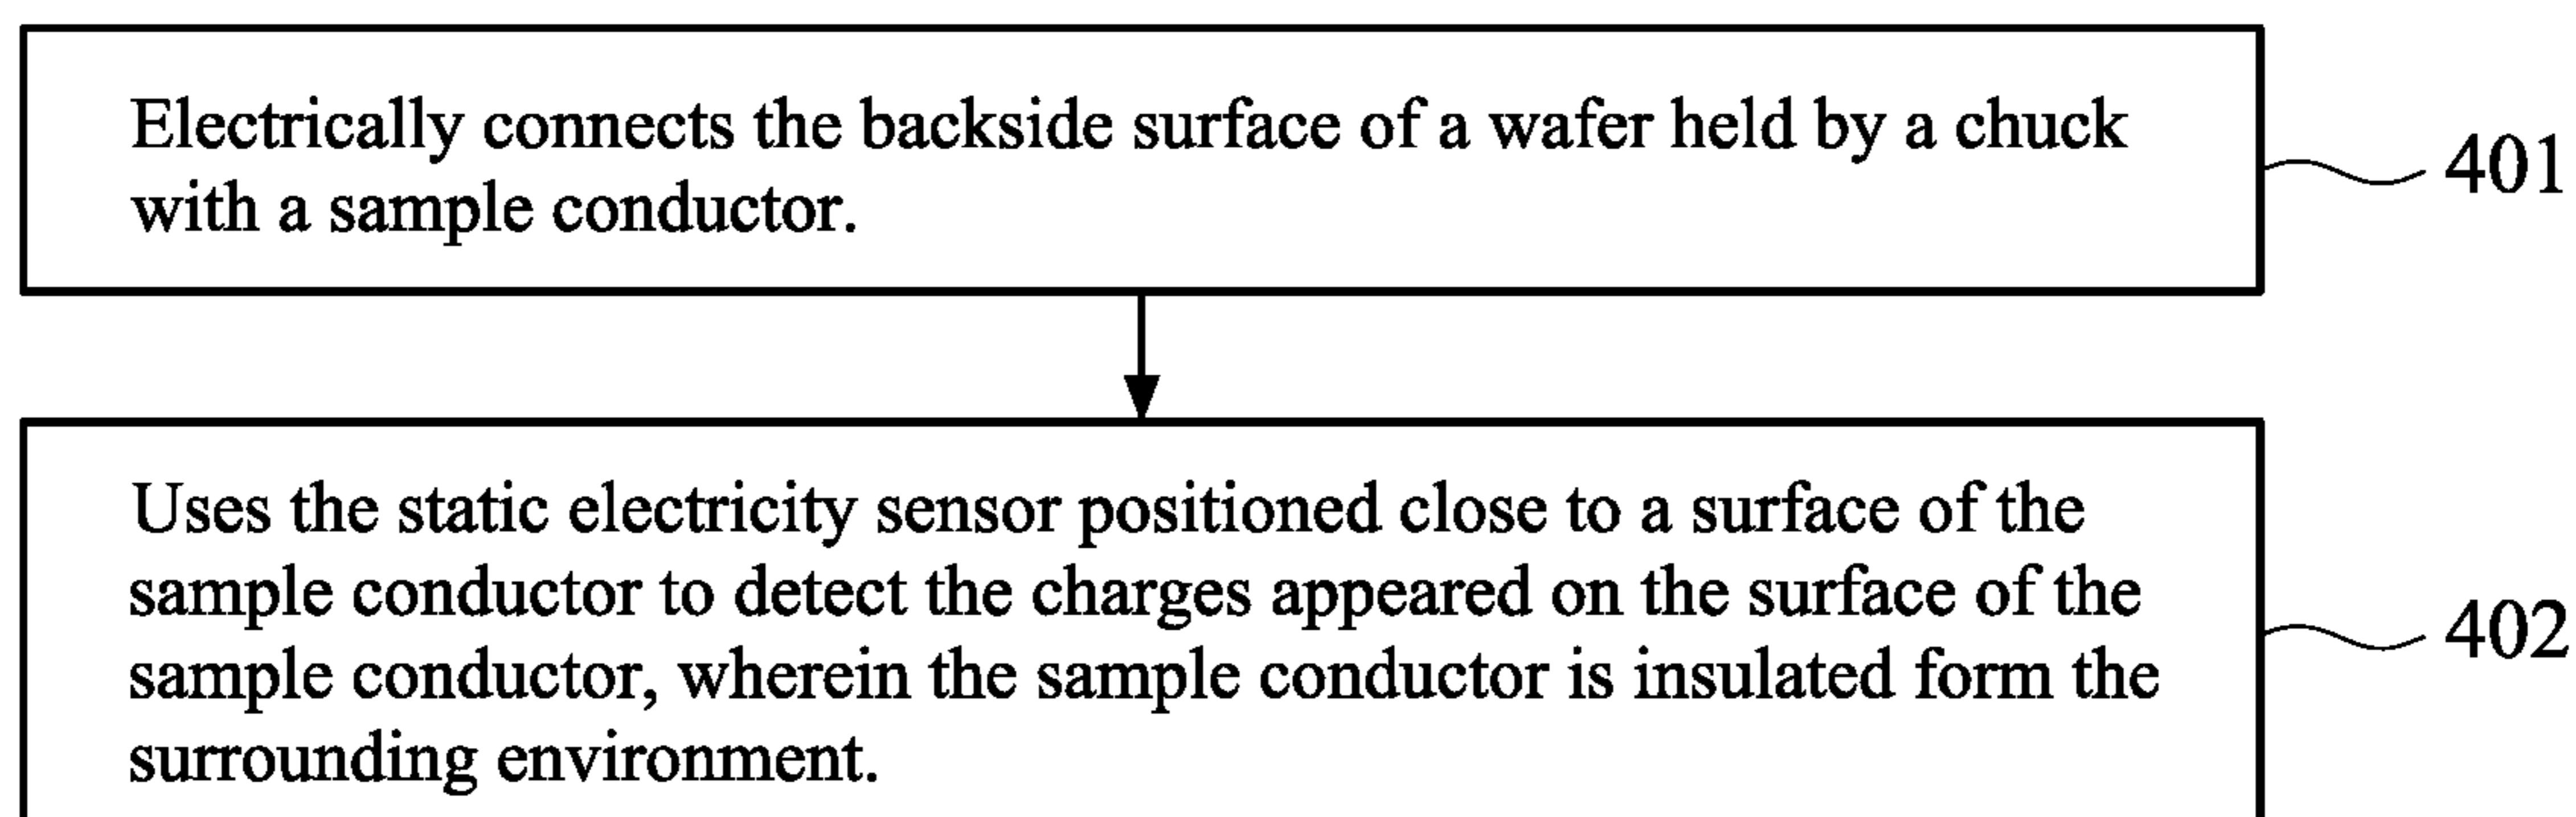 Electrically connects the backside surface of a wafer held by a chuck
with a sample conductor.
401
Uses the static electricity sensor positioned close to a surface of the
sample conductor to detect the charges appeared on the surface of the
sample conductor, wherein the sample conductor is insulated form the
surrounding environment.
402